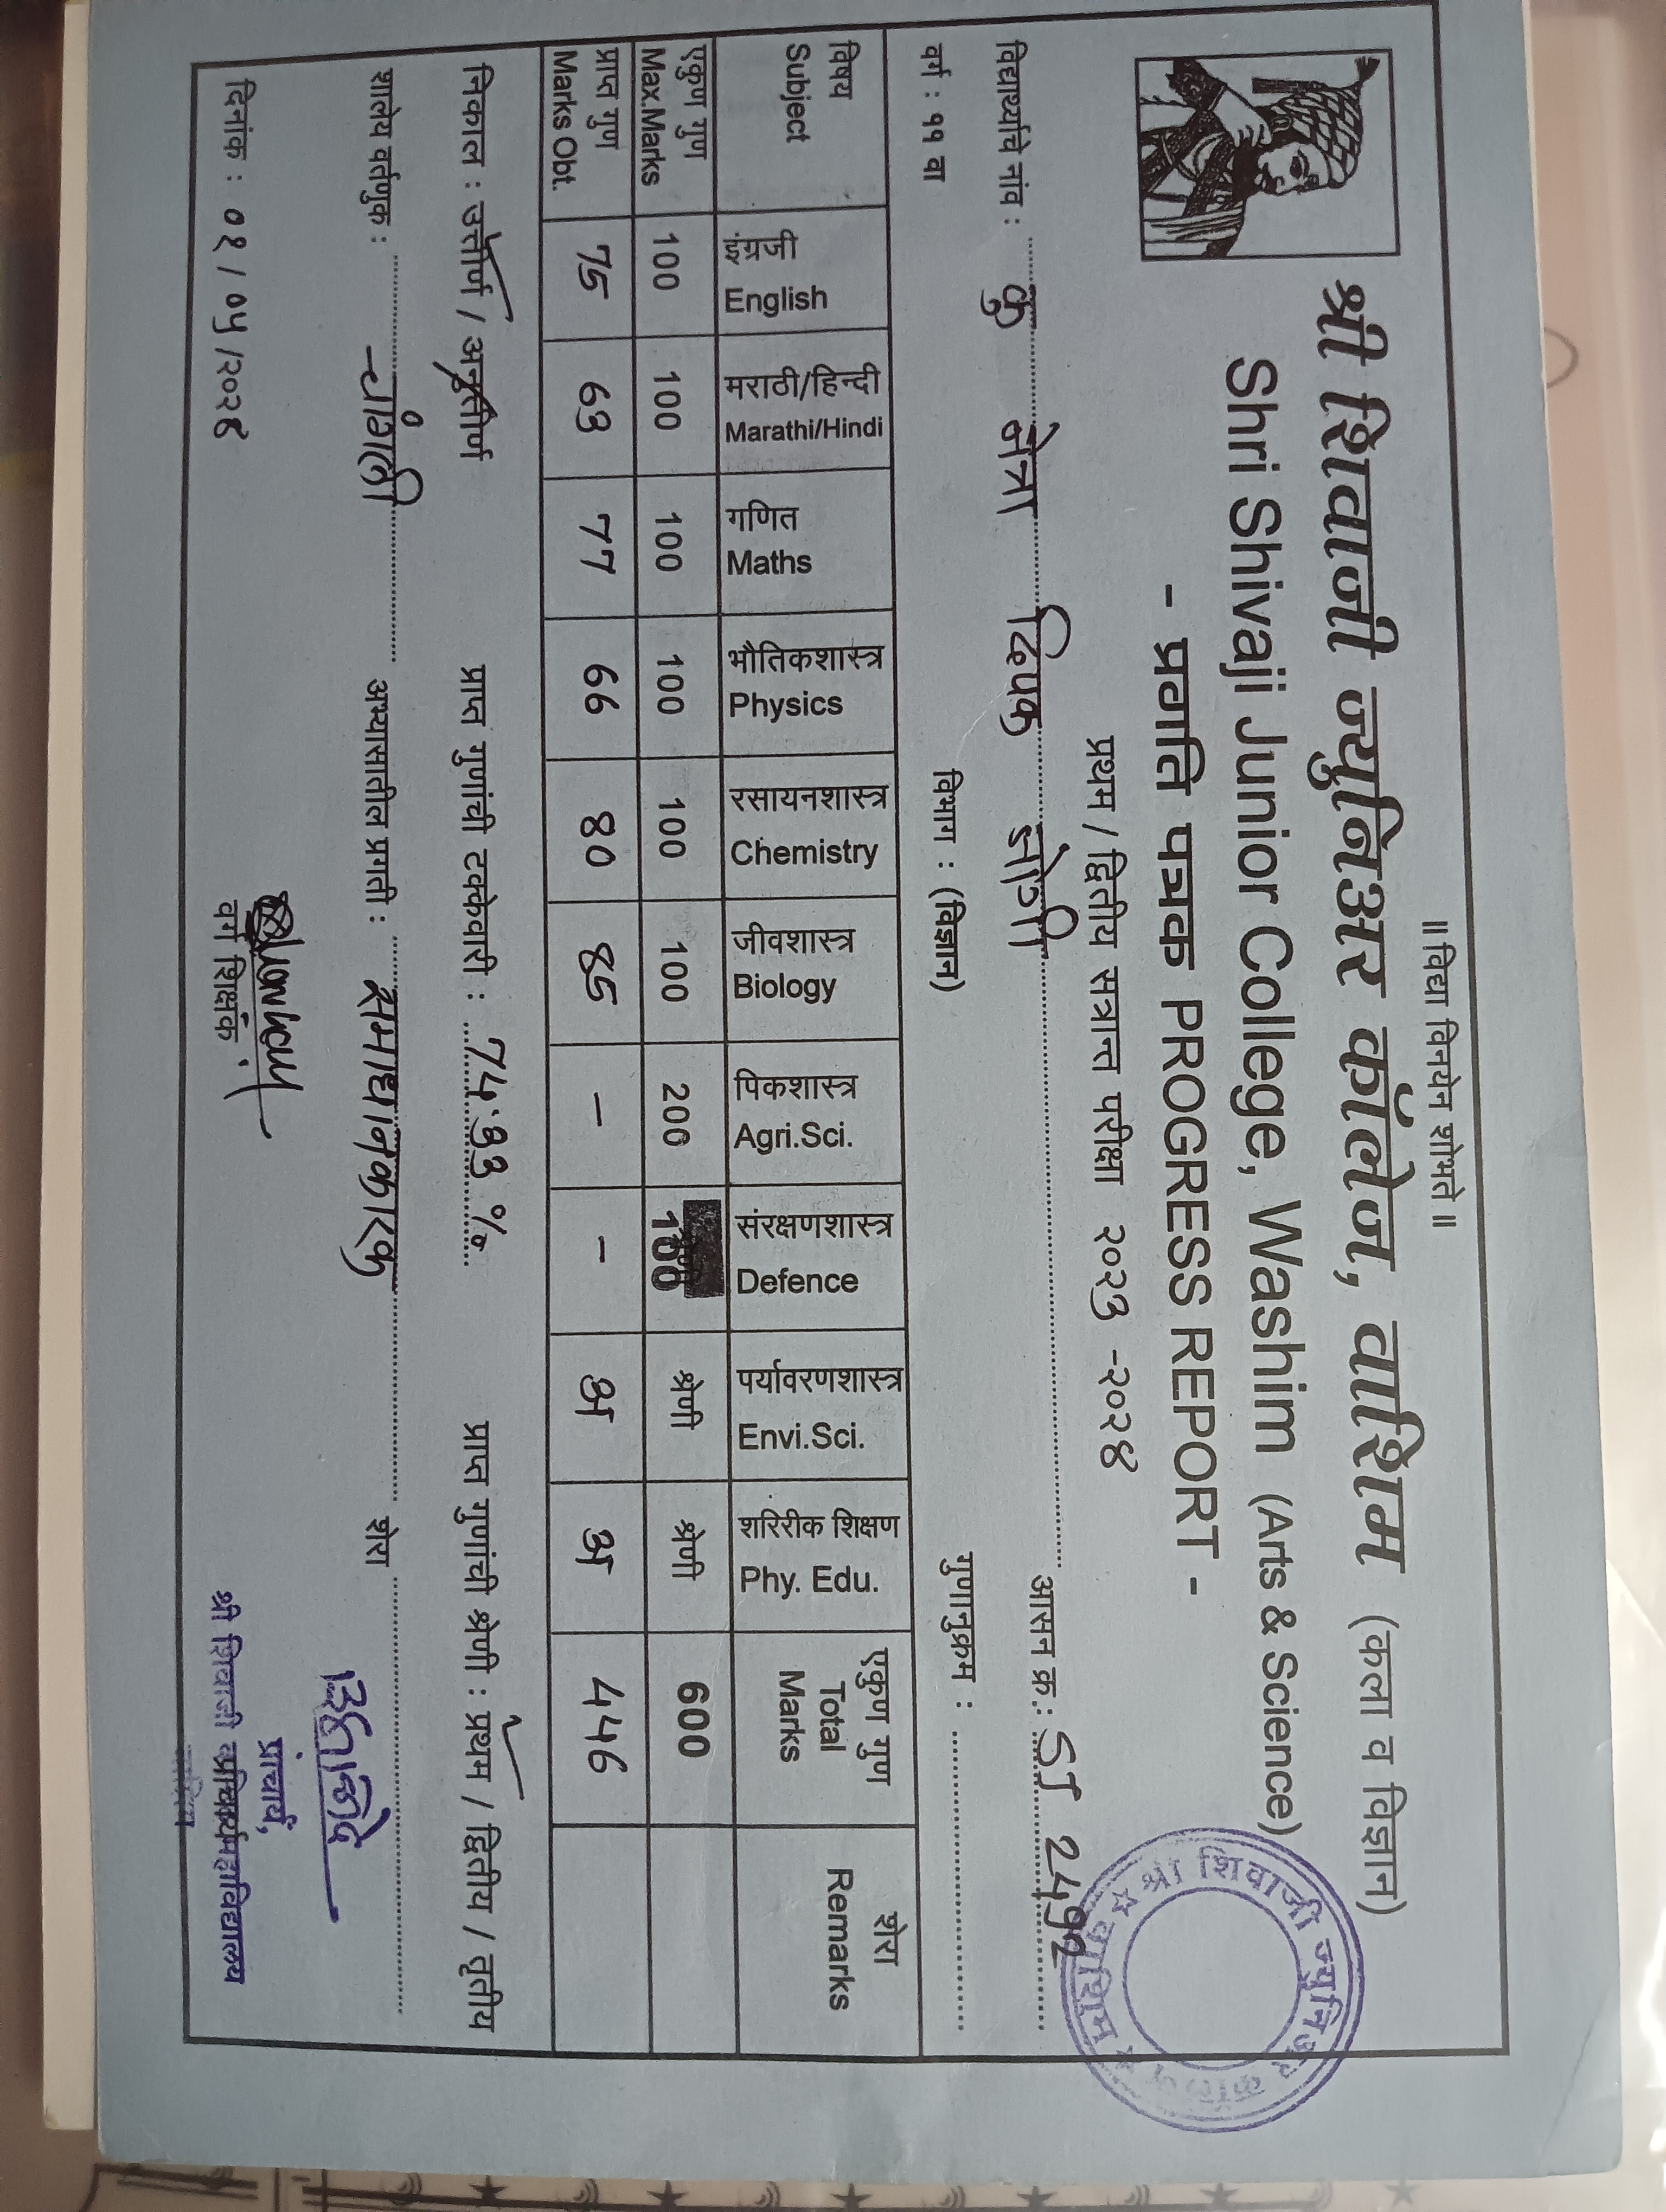 ॥ विद्या विनयेन शोभते ॥
श्री शिवाजी ज्युनिअर कॉलेज, वाशिम (कला व विज्ञान)
Shri Shivaji Junior College, Washim (Arts & Science)
- प्रगति पत्रक PROGRESS REPORT -
प्रथम / द्वितीय सत्रान्त परीक्षा २०२३ -२०२४
विद्यार्थ्याचे नांव : कु दिपक जोशी आसन क्र.: SJ 2492
वर्ग : ११ वा विभाग : (विज्ञान) गुणानुक्रम :
विषय Subject इंग्रजी English मराठी/हिन्दी Marathi/Hindi गणित Maths भौतिकशास्त्र Physics रसायनशास्त्र Chemistry जीवशास्त्र Biology पिकशास्त्र Agri.Sci. संरक्षणशास्त्र Defence पर्यावरणशास्त्र Envi.Sci. शरिरीक शिक्षण Phy. Edu. एकुण गुण Total Marks शेरा Remarks
एकुण गुण Max.Marks 100 100 100 100 100 100 200 100 श्रेणी श्रेणी 600
प्राप्त गुण Marks Obt. 75 63 77 66 80 85 - - अ अ 446
निकाल : उत्तीर्ण / अनुत्तीर्ण प्राप्त गुणांची टक्केवारी : 74.33 % प्राप्त गुणांची श्रेणी : प्रथम / द्वितीय / तृतीय
शालेय वर्तणुक : चांगली अभ्यासातील प्रगती : समाधानकारक शेरा
दिनांक : ०१ / ०५ / २०२४ वर्ग शिक्षक प्राचार्य,
श्री शिवाजी कनिष्ठ महाविद्यालय
वाशिम
श्री शिवाजी ज्युनिअर कॉलेज ☆ वाशिम ☆